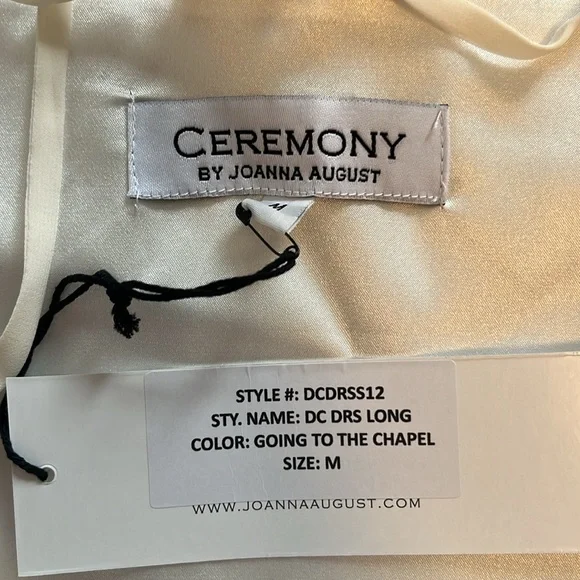 CEREMONY
BY JOANNA AUGUST
M
STYLE #: DCDRSS12
STY. NAME: DC DRS LONG
COLOR: GOING TO THE CHAPEL
SIZE: M
WWW.JOANNAAUGUST.COM